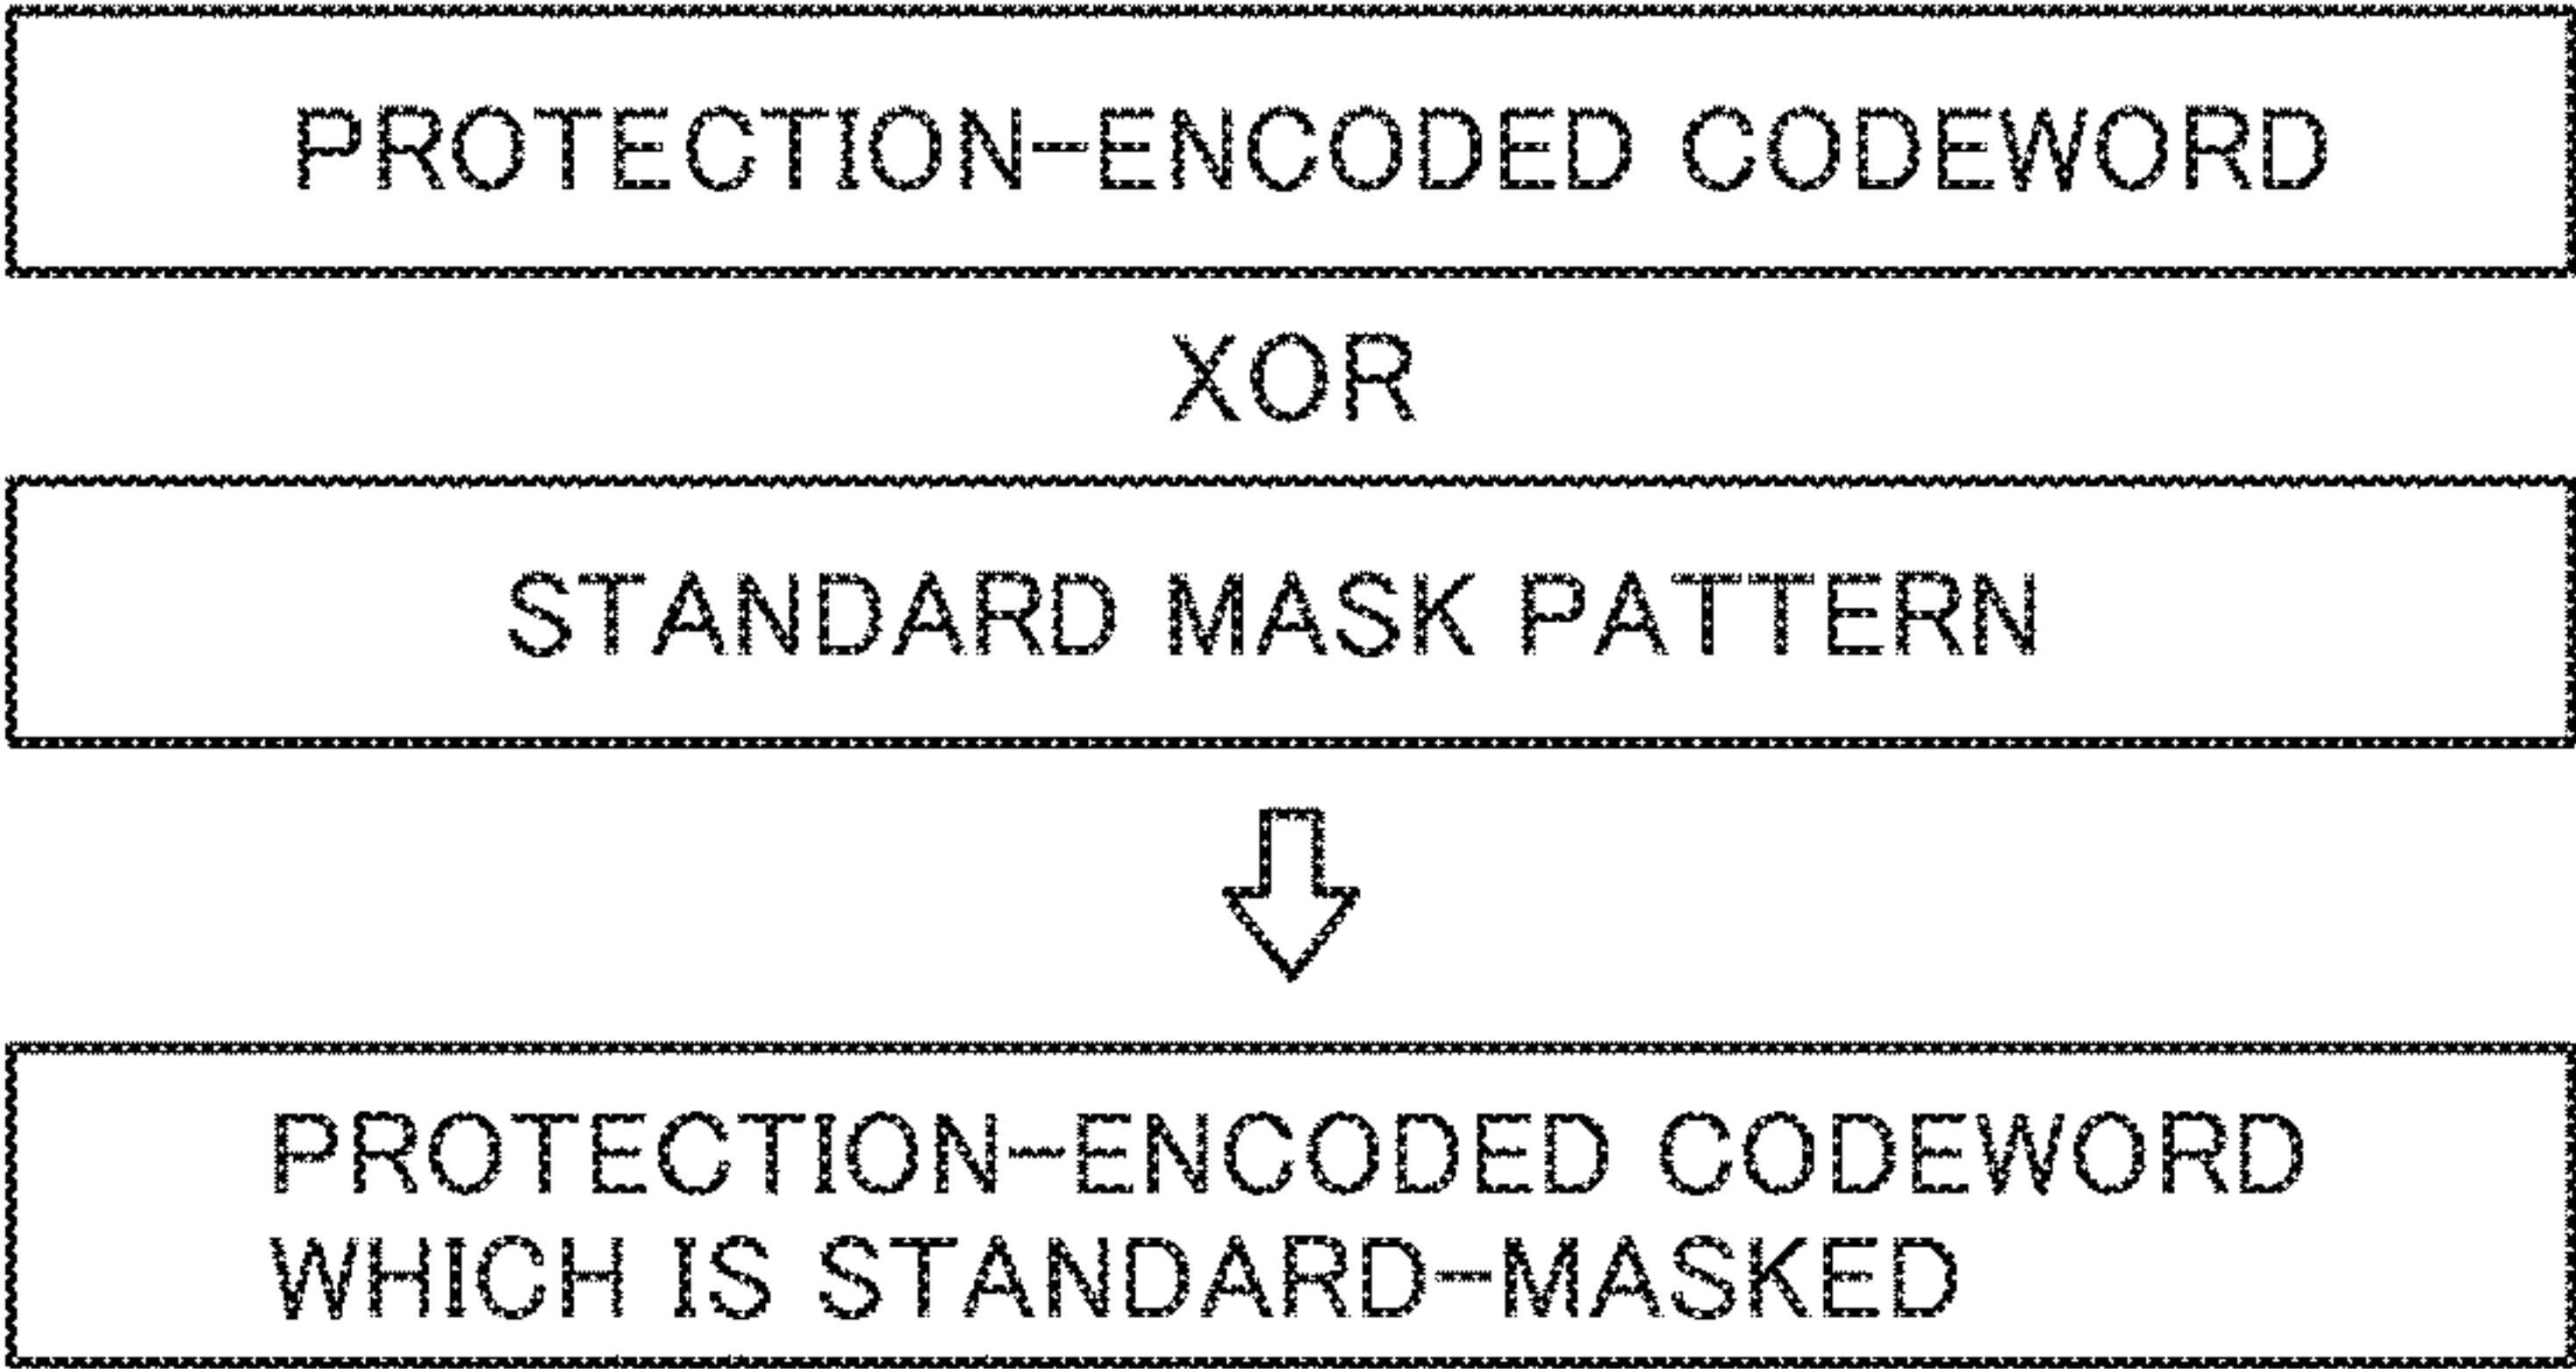 PROTECTION-ENCODED CODEWORD
XOR
STANDARD MASK PATTERN
PROTECTION-ENCODED CODEWORD
WHICH IS STANDARD-MASKED